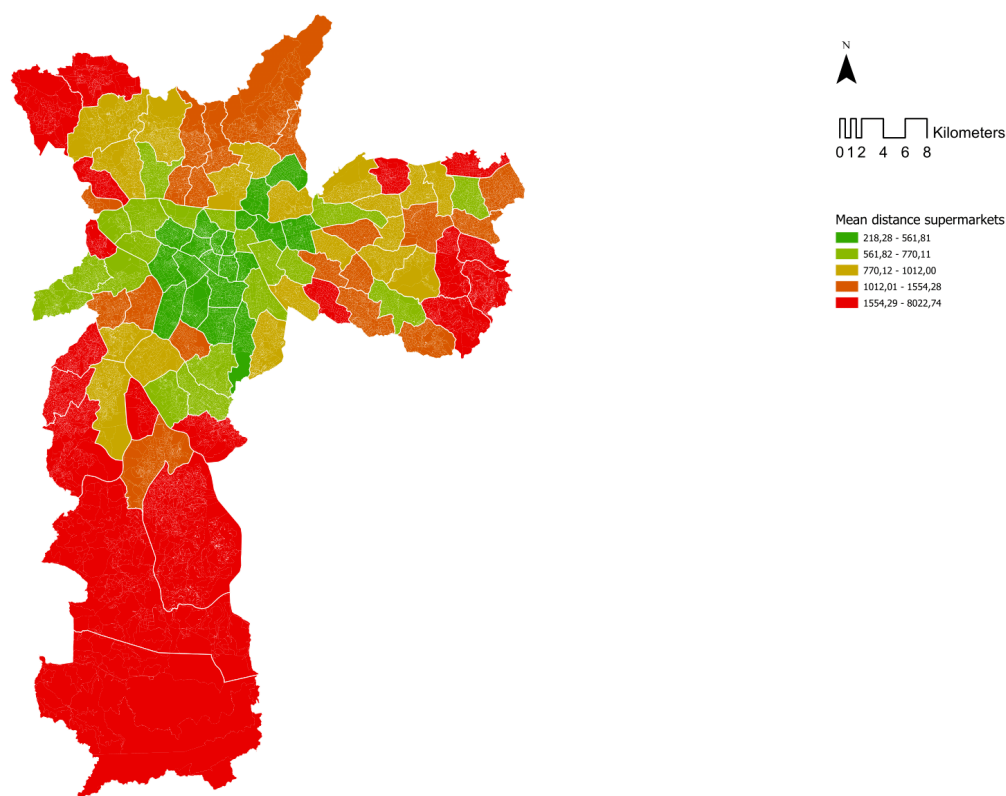 N
Kilometers
0 1 2 4 6 8
Mean distance supermarkets
218,28 - 561,81
561,82 - 770,11
770,12 - 1012,00
1012,01 - 1554,28
1554,29 - 8022,74